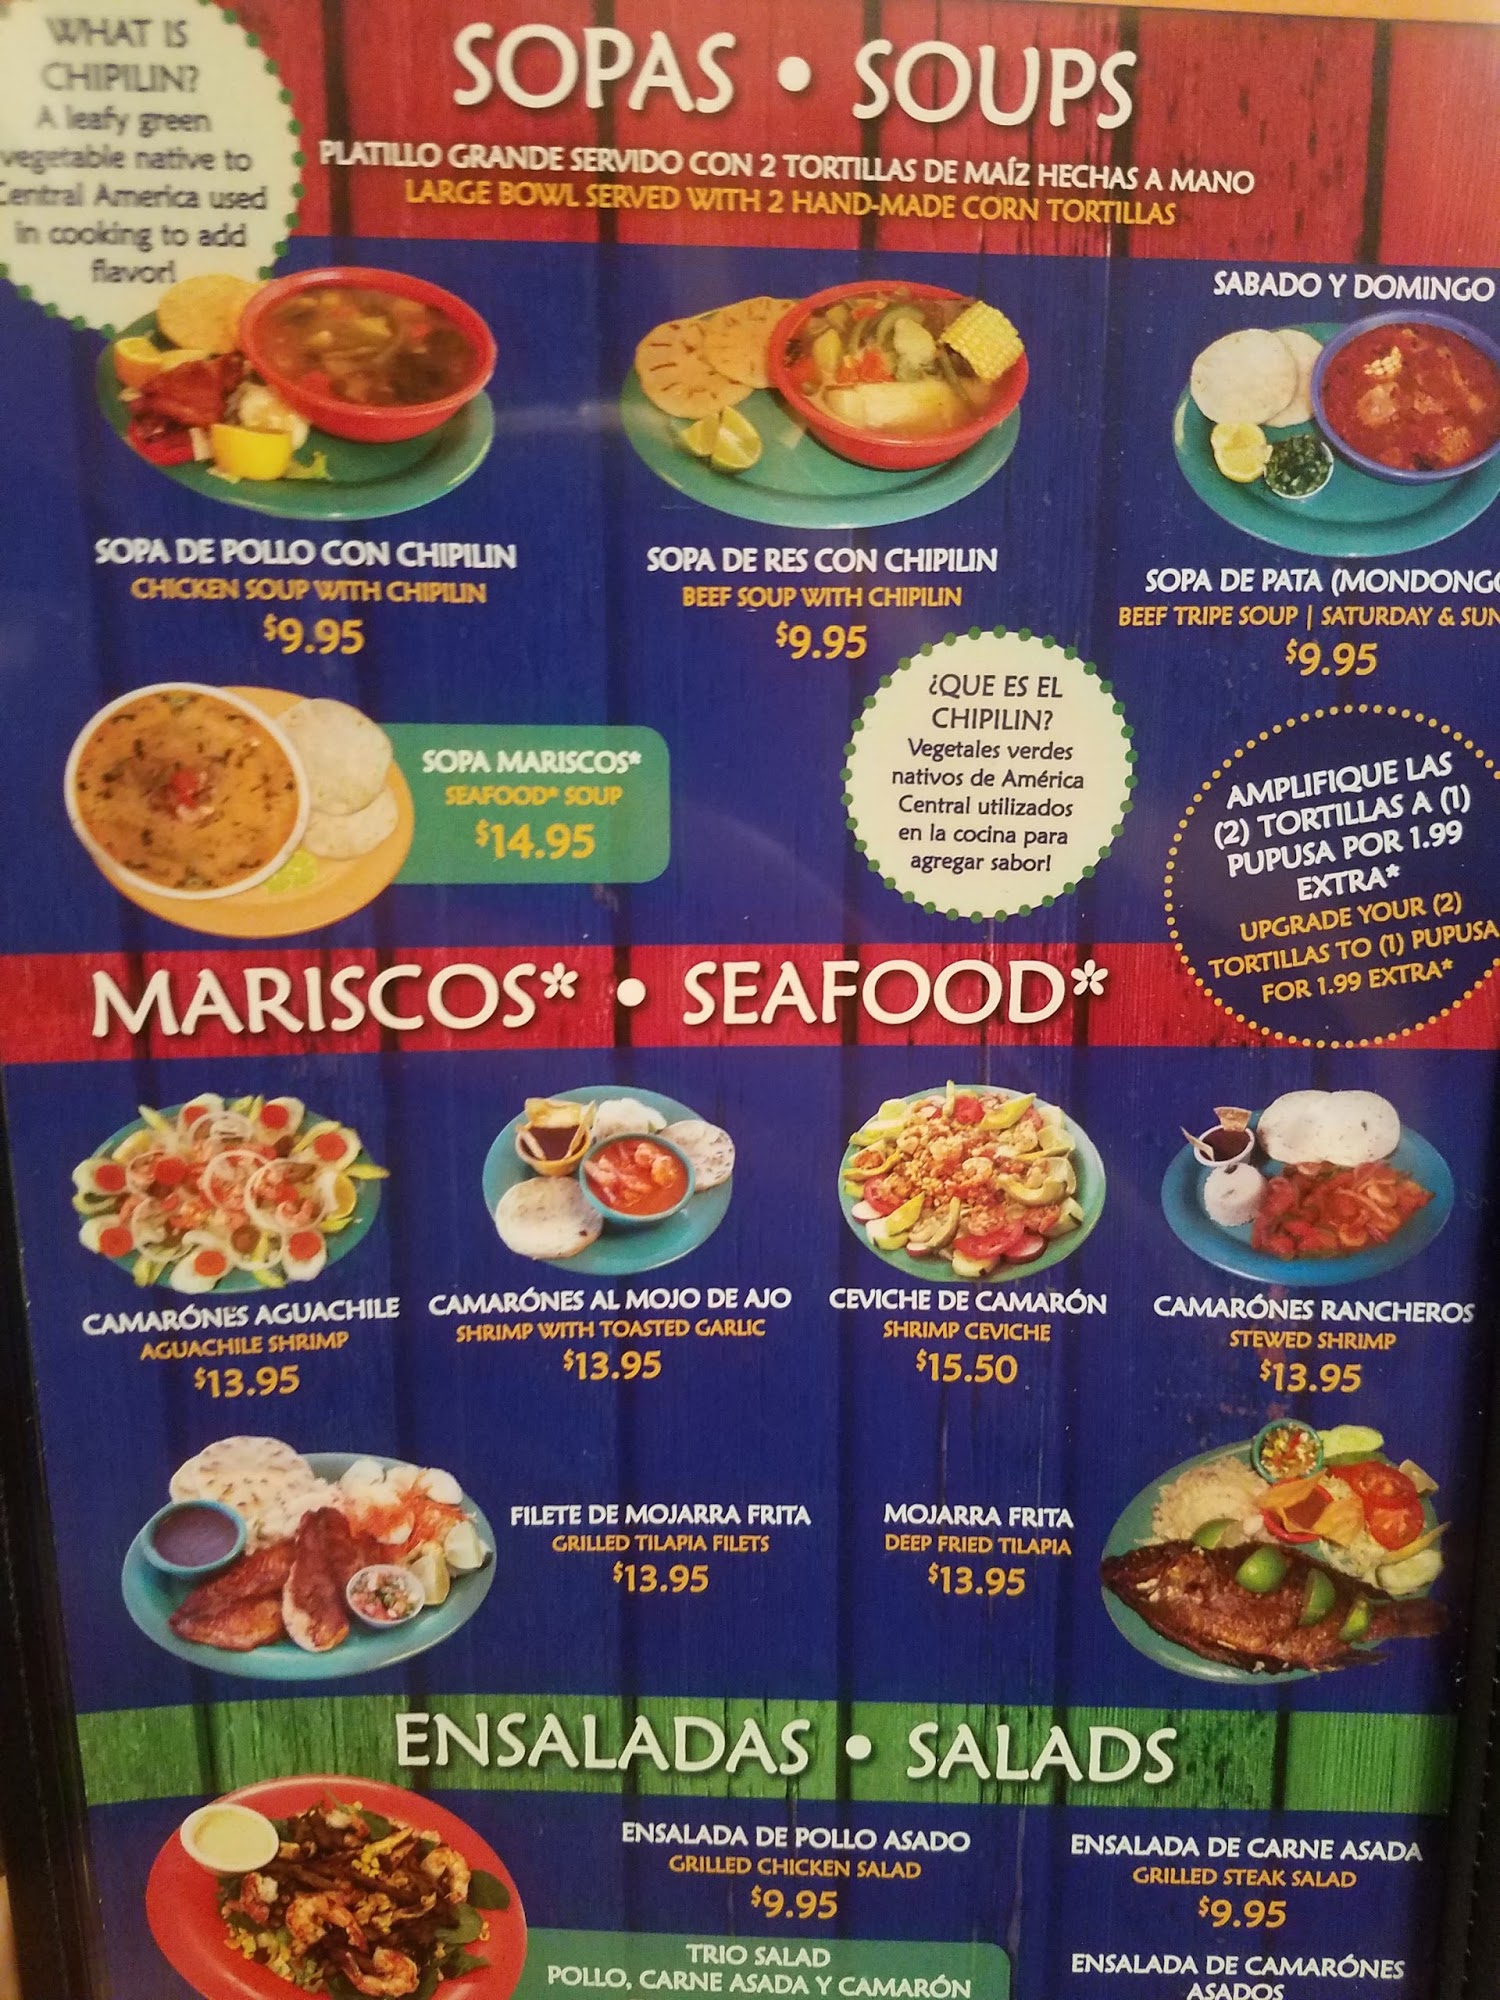 WHAT IS
CHIPILIN?
A leafy green
vegetable native to
Central America used
in cooking to add
flavor!
SOPAS • SOUPS
PLATILLO GRANDE SERVIDO CON 2 TORTILLAS DE MAÍZ HECHAS A MANO
LARGE BOWL SERVED WITH 2 HAND-MADE CORN TORTILLAS
SABADO Y DOMINGO
SOPA DE POLLO CON CHIPILIN
CHICKEN SOUP WITH CHIPILIN
$9.95
SOPA DE RES CON CHIPILIN
BEEF SOUP WITH CHIPILIN
$9.95
SOPA DE PATA (MONDONGO
BEEF TRIPE SOUP | SATURDAY & SUN
$9.95
SOPA MARISCOS*
SEAFOOD* SOUP
$14.95
¿QUE ES EL
CHIPILIN?
Vegetales verdes
nativos de América
Central utilizados
en la cocina para
agregar sabor!
AMPLIFIQUE LAS
(2) TORTILLAS A (1)
PUPUSA POR 1.99
EXTRA*
UPGRADE YOUR (2)
TORTILLAS TO (1) PUPUSA
FOR 1.99 EXTRA*
MARISCOS* • SEAFOOD*
CAMARÓNES AGUACHILE
AGUACHILE SHRIMP
$13.95
CAMARÓNES AL MOJO DE AJO
SHRIMP WITH TOASTED GARLIC
$13.95
CEVICHE DE CAMARÓN
SHRIMP CEVICHE
$15.50
CAMARÓNES RANCHEROS
STEWED SHRIMP
$13.95
FILETE DE MOJARRA FRITA
GRILLED TILAPIA FILETS
$13.95
MOJARRA FRITA
DEEP FRIED TILAPIA
$13.95
ENSALADAS • SALADS
ENSALADA DE POLLO ASADO
GRILLED CHICKEN SALAD
$9.95
ENSALADA DE CARNE ASADA
GRILLED STEAK SALAD
$9.95
TRIO SALAD
POLLO, CARNE ASADA Y CAMARÓN
ENSALADA DE CAMARÓNES
ASADOS